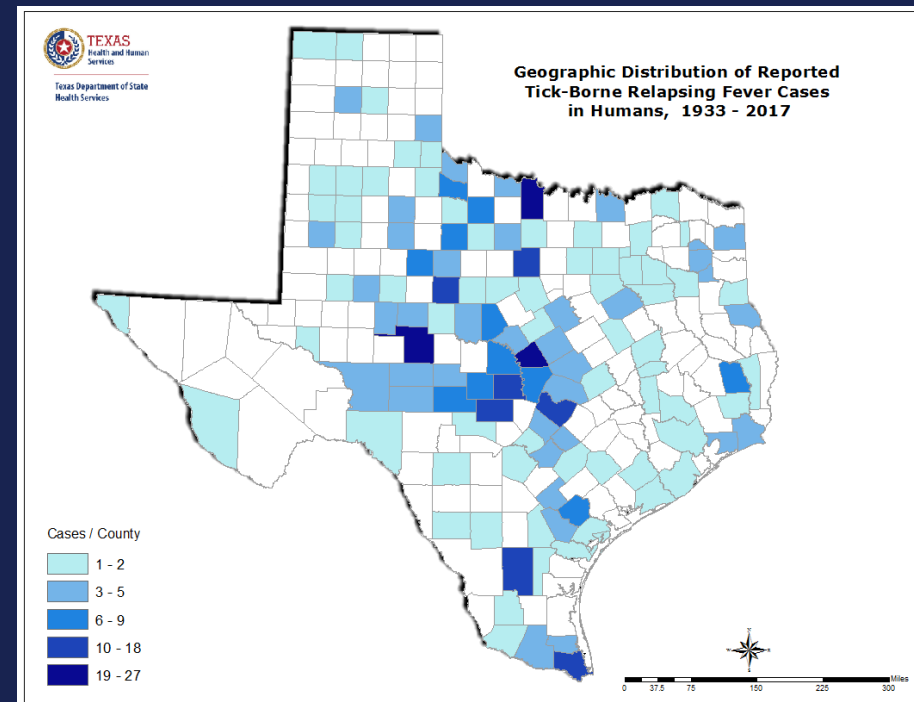 TEXAS
Health and Human
Services
Texas Department of State
Health Services
Geographic Distribution of Reported
Tick-Borne Relapsing Fever Cases
in Humans, 1933 - 2017
Cases / County
1 - 2
3 - 5
6 - 9
10 - 18
19 - 27
N
W
E
S
Miles
0 37.5 75 150 225 300